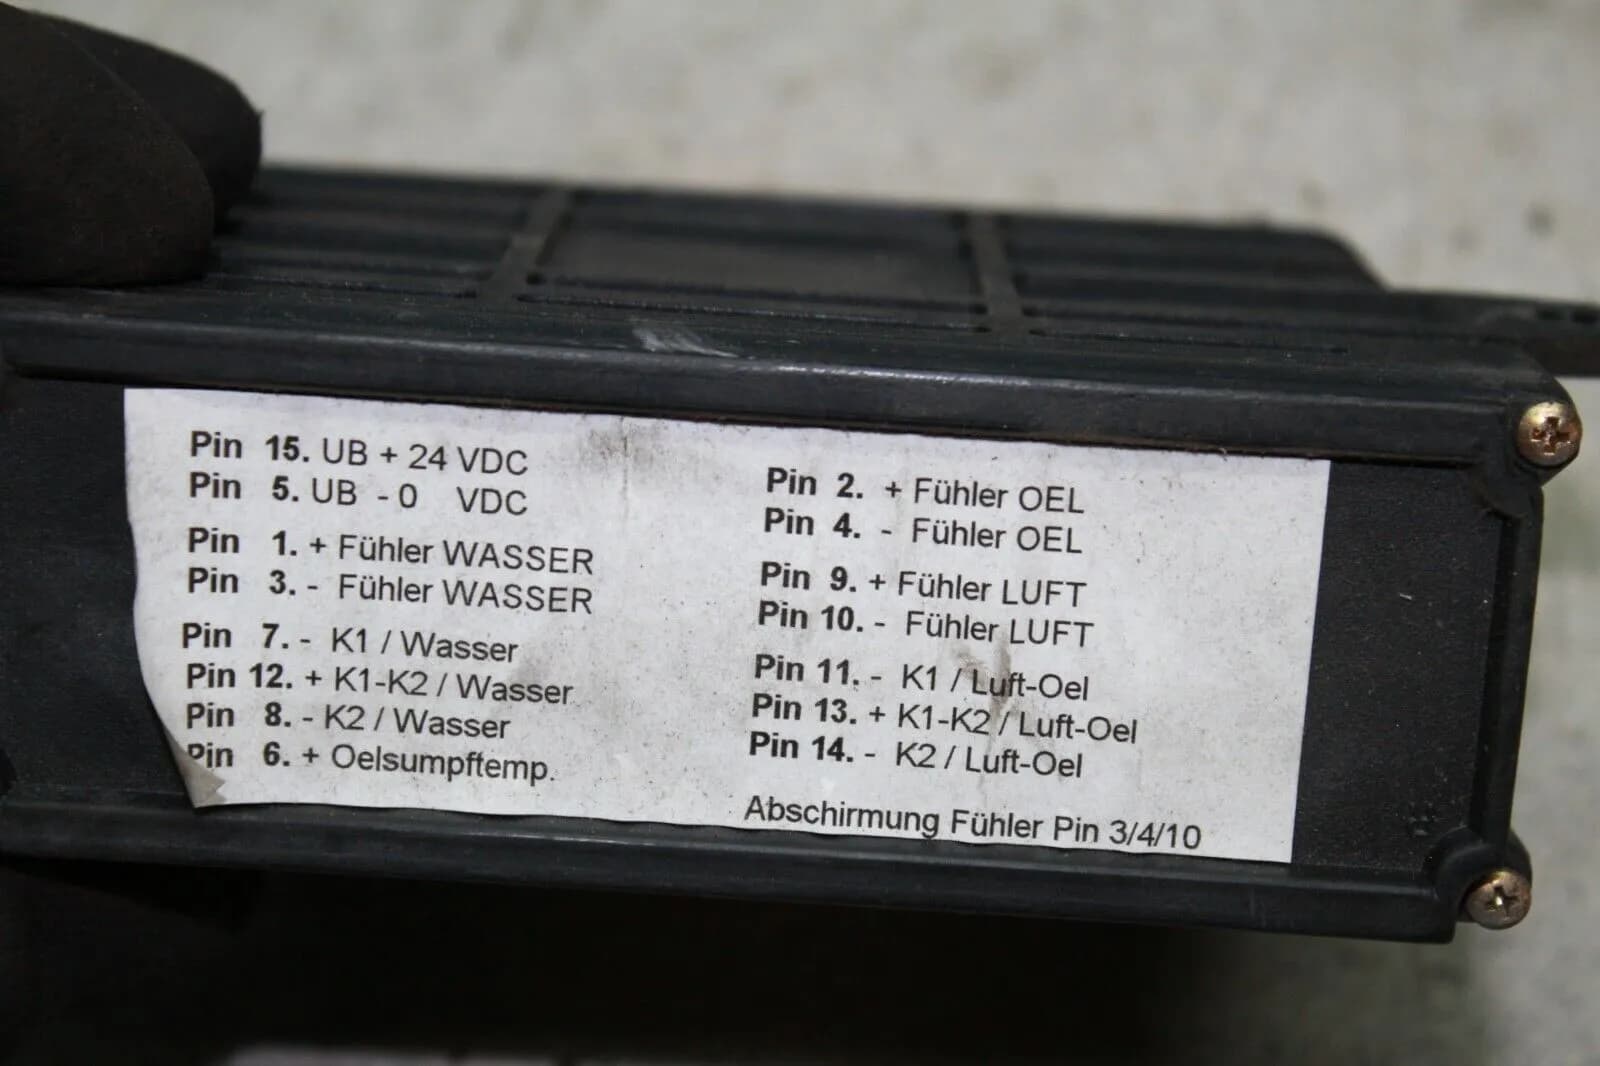 Pin 15. UB + 24 VDC
Pin 5. UB - 0 VDC
Pin 1. + Fühler WASSER
Pin 3. - Fühler WASSER
Pin 7. - K1 / Wasser
Pin 12. + K1-K2 / Wasser
Pin 8. - K2 / Wasser
Pin 6. + Oelsumpftemp.
Pin 2. + Fühler OEL
Pin 4. - Fühler OEL
Pin 9. + Fühler LUFT
Pin 10. - Fühler LUFT
Pin 11. - K1 / Luft-Oel
Pin 13. + K1-K2 / Luft-Oel
Pin 14. - K2 / Luft-Oel
Abschirmung Fühler Pin 3/4/10